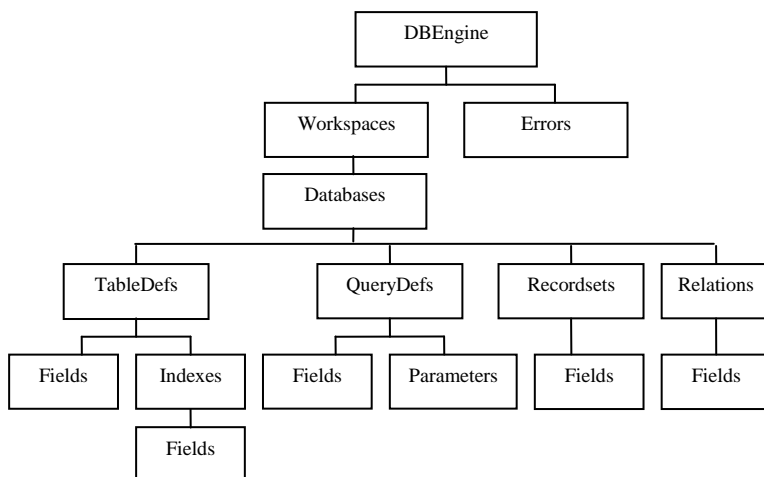 DBEngine
Workspaces
Errors
Databases
TableDefs
QueryDefs
Recordsets
Relations
Fields
Indexes
Fields
Parameters
Fields
Fields
Fields